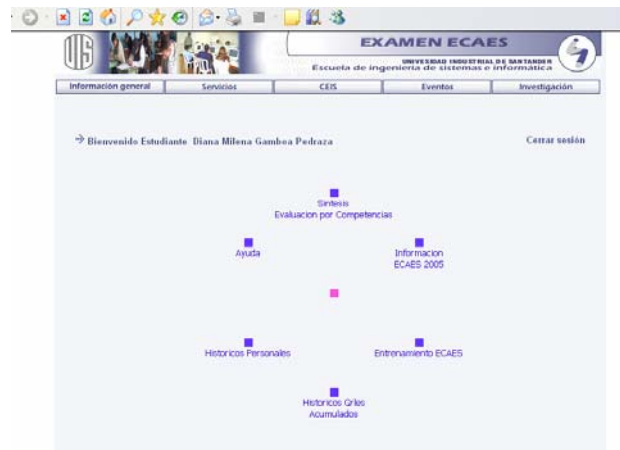 UIS
EXAMEN ECAES
UNIVERSIDAD INDUSTRIAL DE SANTANDER
Escuela de ingeniería de sistemas e informática
Información general Servicios CEIS Eventos Investigación
Bienvenido Estudiante Diana Milena Gamboa Pedraza Cerrar sesión
Sintesis
Evaluacion por Competencias
Ayuda Informacion
ECAES 2005
Historicos Personales Entrenamiento ECAES
Historicos Grles
Acumulados